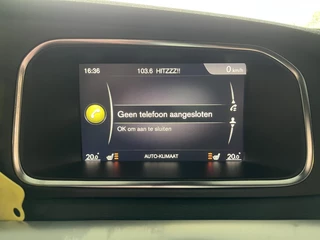 16:36 103.6 HITZZZ!! 0 km/h
Geen telefoon aangesloten
OK om aan te sluiten
20.0° AUTO-KLIMAAT 20.0°